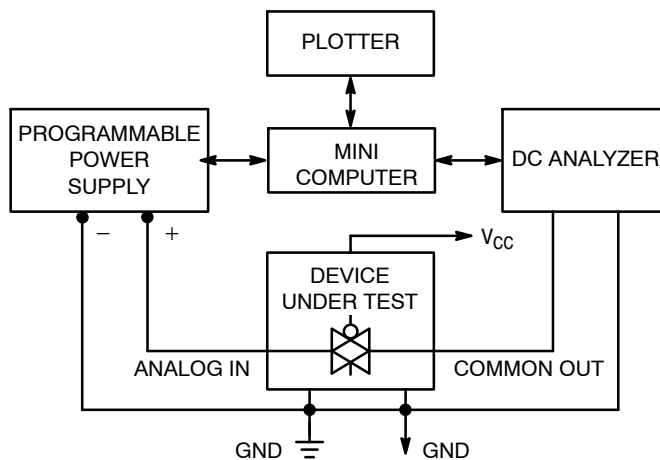 PLOTTER
PROGRAMMABLE
POWER
SUPPLY
MINI
COMPUTER
DC ANALYZER
− +
VCC
DEVICE
UNDER TEST
ANALOG IN
COMMON OUT
GND
GND